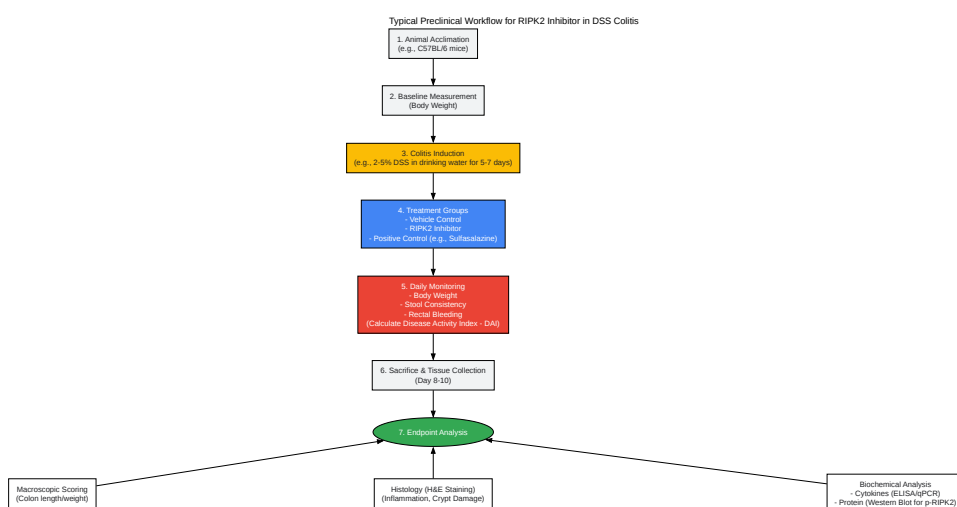 Typical Preclinical Workflow for RIPK2 Inhibitor in DSS Colitis
1. Animal Acclimation
(e.g., C57BL/6 mice)
2. Baseline Measurement
(Body Weight)
3. Colitis Induction
(e.g., 2-5% DSS in drinking water for 5-7 days)
4. Treatment Groups
- Vehicle Control
- RIPK2 Inhibitor
- Positive Control (e.g., Sulfasalazine)
5. Daily Monitoring
- Body Weight
- Stool Consistency
- Rectal Bleeding
(Calculate Disease Activity Index - DAI)
6. Sacrifice & Tissue Collection
(Day 8-10)
7. Endpoint Analysis
Macroscopic Scoring
(Colon length/weight)
Histology (H&E Staining)
(Inflammation, Crypt Damage)
Biochemical Analysis
- Cytokines (ELISA/qPCR)
- Protein (Western Blot for p-RIPK2)